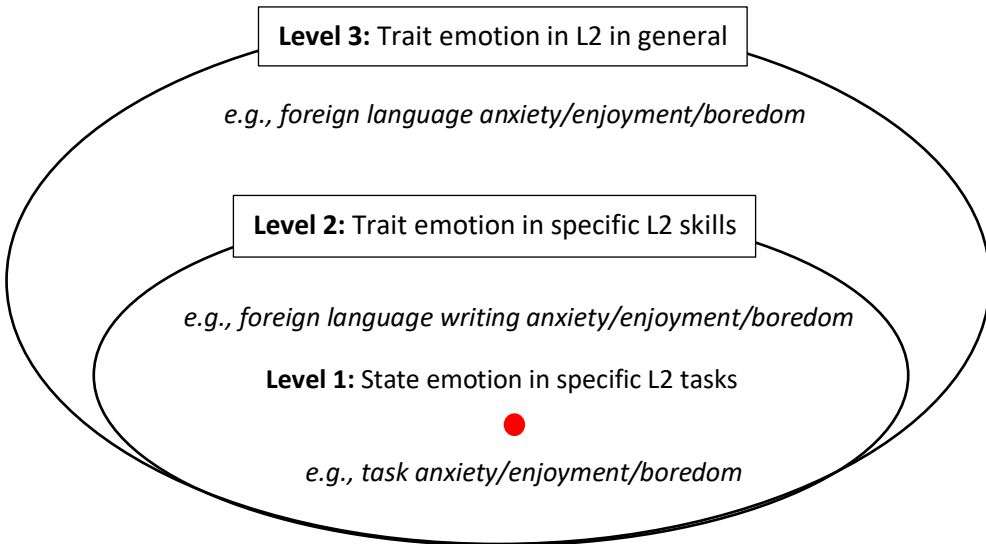 Level 3: Trait emotion in L2 in general
e.g., foreign language anxiety/enjoyment/boredom
Level 2: Trait emotion in specific L2 skills
e.g., foreign language writing anxiety/enjoyment/boredom
Level 1: State emotion in specific L2 tasks
e.g., task anxiety/enjoyment/boredom